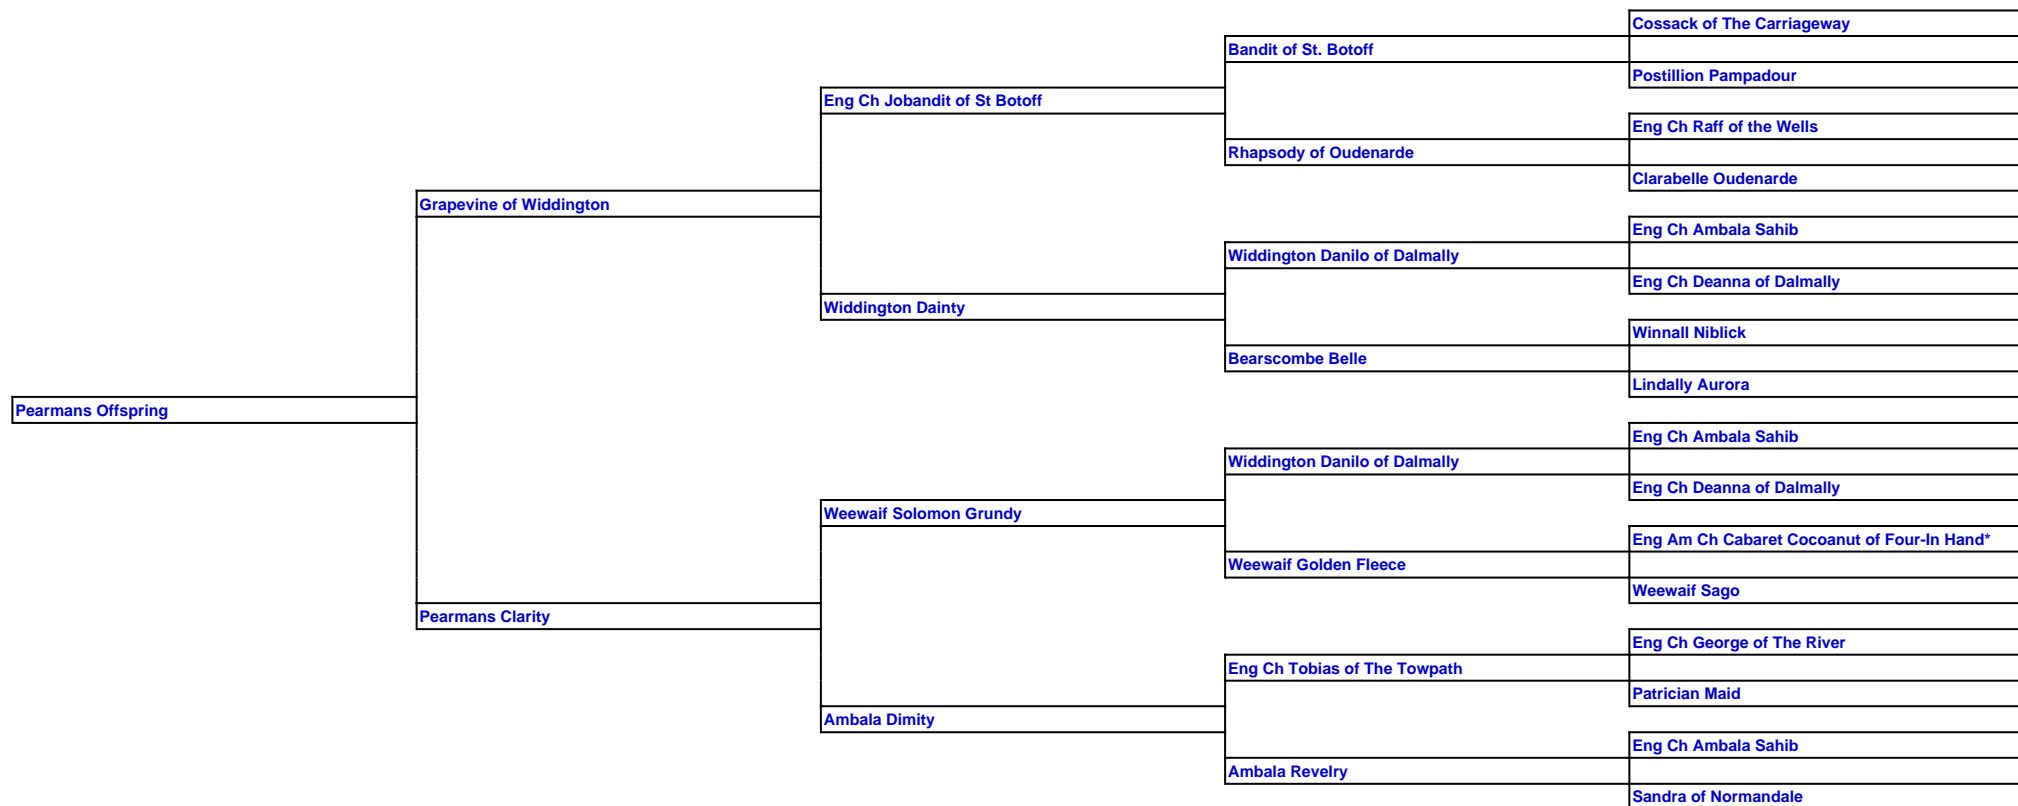 Cossack of The Carriageway
Bandit of St. Botoff
Postillion Pampadour
Eng Ch Jobandit of St Botoff
Eng Ch Raff of the Wells
Rhapsody of Oudenarde
Clarabelle Oudenarde
Grapevine of Widdington
Eng Ch Ambala Sahib
Widdington Danilo of Dalmally
Eng Ch Deanna of Dalmally
Widdington Dainty
Winnall Niblick
Bearscombe Belle
Lindally Aurora
Pearmans Offspring
Eng Ch Ambala Sahib
Widdington Danilo of Dalmally
Eng Ch Deanna of Dalmally
Weewaif Solomon Grundy
Eng Am Ch Cabaret Cocoanut of Four-In Hand*
Weewaif Golden Fleece
Weewaif Sago
Pearmans Clarity
Eng Ch George of The River
Eng Ch Tobias of The Towpath
Patrician Maid
Ambala Dimity
Eng Ch Ambala Sahib
Ambala Revelry
Sandra of Normandale